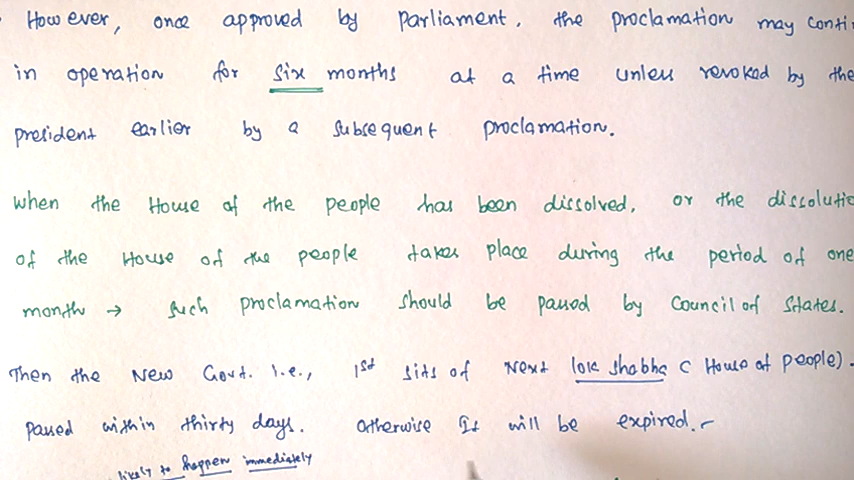 However, once approved by Parliament, the proclamation may conti
in operation for six months at a time unless revoked by the
president earlier by a subsequent proclamation.
When the House of the people has been dissolved, or the dissolutio
of the House of the people takes place during the period of one
month → such proclamation should be passed by Council of States.
Then the New Govt. i.e., 1st sits of Next lok shabha ( House of people).
Passed within thirty days. Otherwise It will be expired.
likely to happen immediately